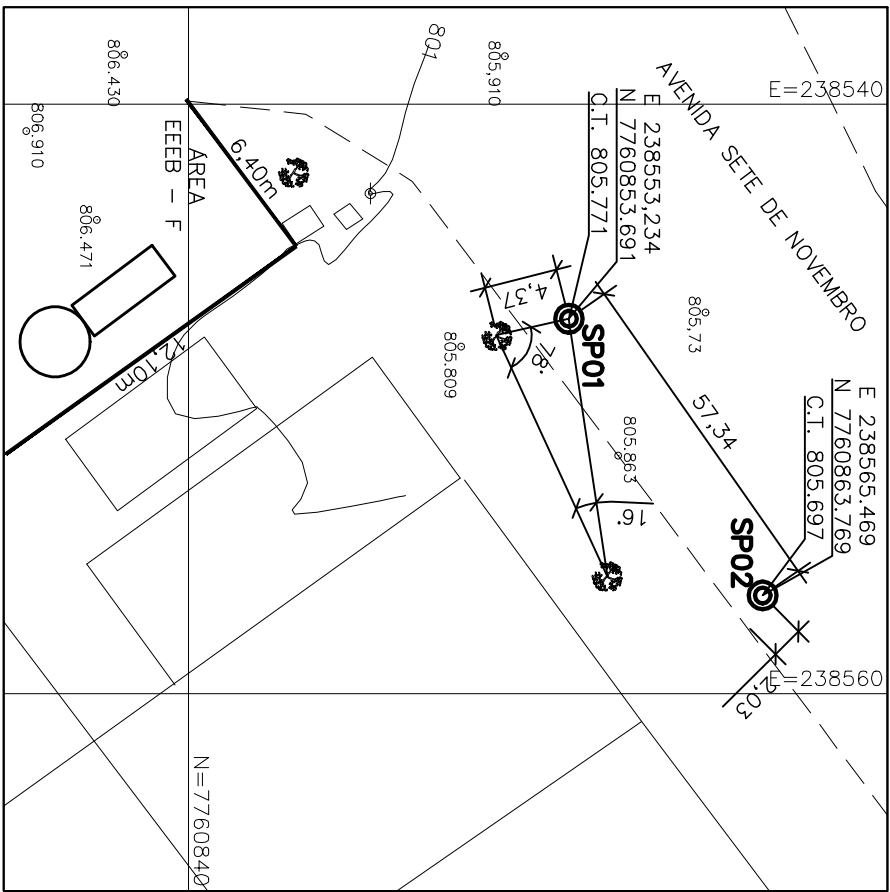 E=238540
801
805,910
806.430
806.910
806.471
AVENIDA SETE DE NOVEMBRO
E 238553,234
N 7760853.691
C.T. 805.771
ÁREA
EEEB - F
6,40m
12,10m
4,37
SP01
78°
805.809
805,73
57,34
805.863
16°
E 238565.469
N 7760863.769
C.T. 805.697
SP02
2,03
E=238560
N=7760840